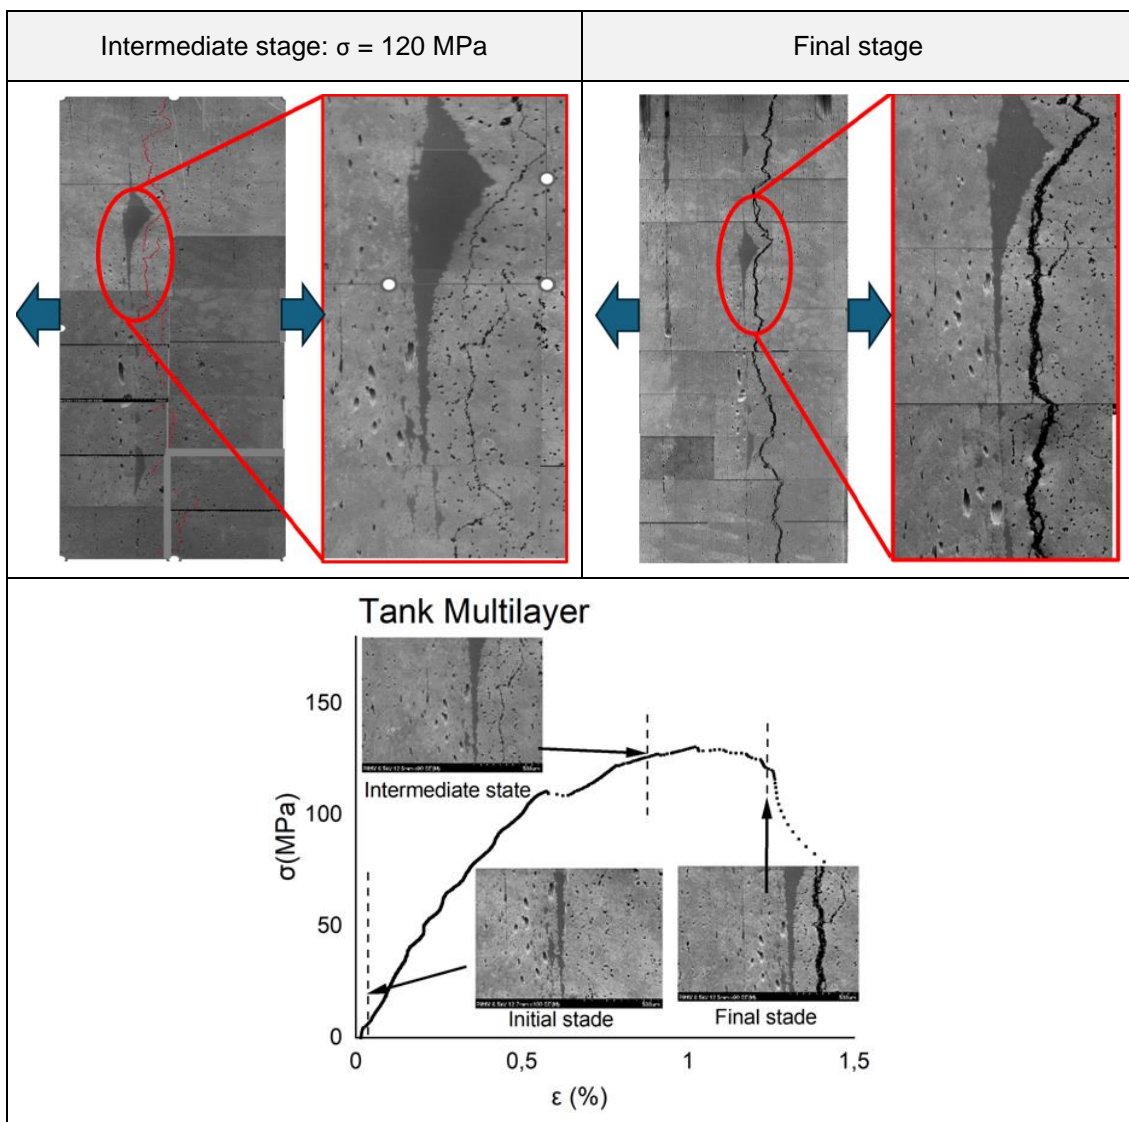 Intermediate stage: σ = 120 MPa
Final stage
Tank Multilayer
150
100
50
0
σ(MPa)
Intermediate state
Initial stade
Final stade
0
0,5
1
1,5
ε (%)